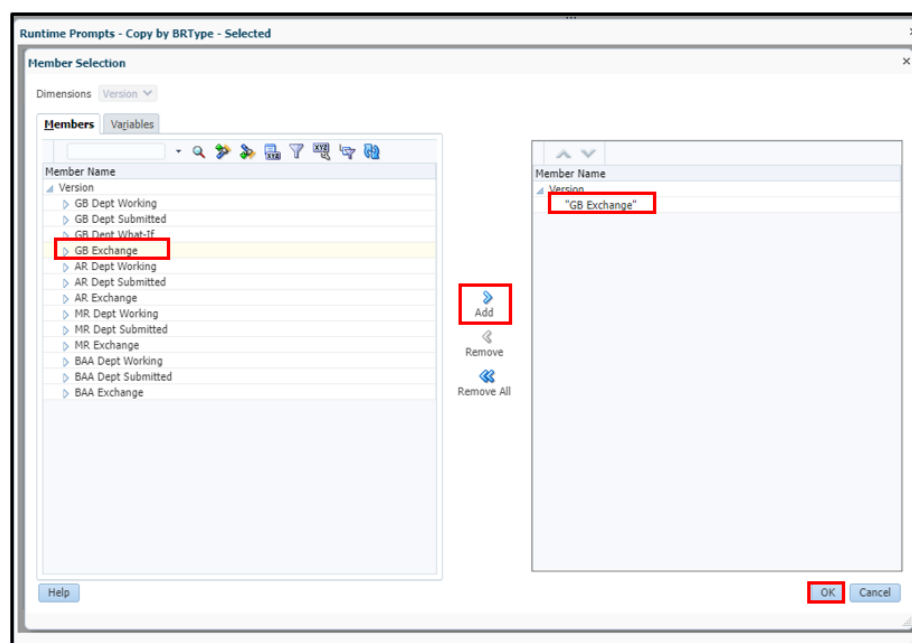 Runtime Prompts - Copy by BRType - Selected
Member Selection
Dimensions Version
Members Variables
Member Name
Version
GB Dept Working
GB Dept Submitted
GB Dept What-If
GB Exchange
AR Dept Working
AR Dept Submitted
AR Exchange
MR Dept Working
MR Dept Submitted
MR Exchange
BAA Dept Working
BAA Dept Submitted
BAA Exchange
Add
Remove
Remove All
Member Name
Version
"GB Exchange"
Help
OK Cancel